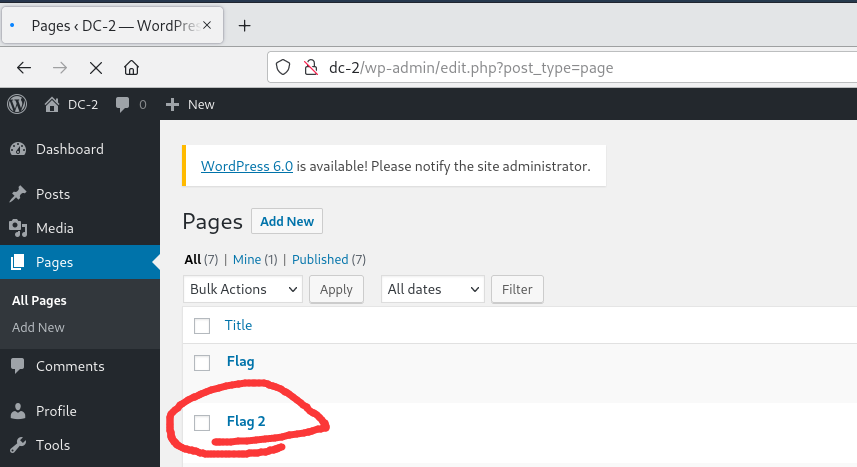 Pages ‹ DC-2 — WordPres
dc-2/wp-admin/edit.php?post_type=page
DC-2 0 New
Dashboard
Posts
Media
Pages
All Pages
Add New
Comments
Profile
Tools
WordPress 6.0 is available! Please notify the site administrator.
Pages Add New
All (7) | Mine (1) | Published (7)
Bulk Actions Apply All dates Filter
Title
Flag
Flag 2